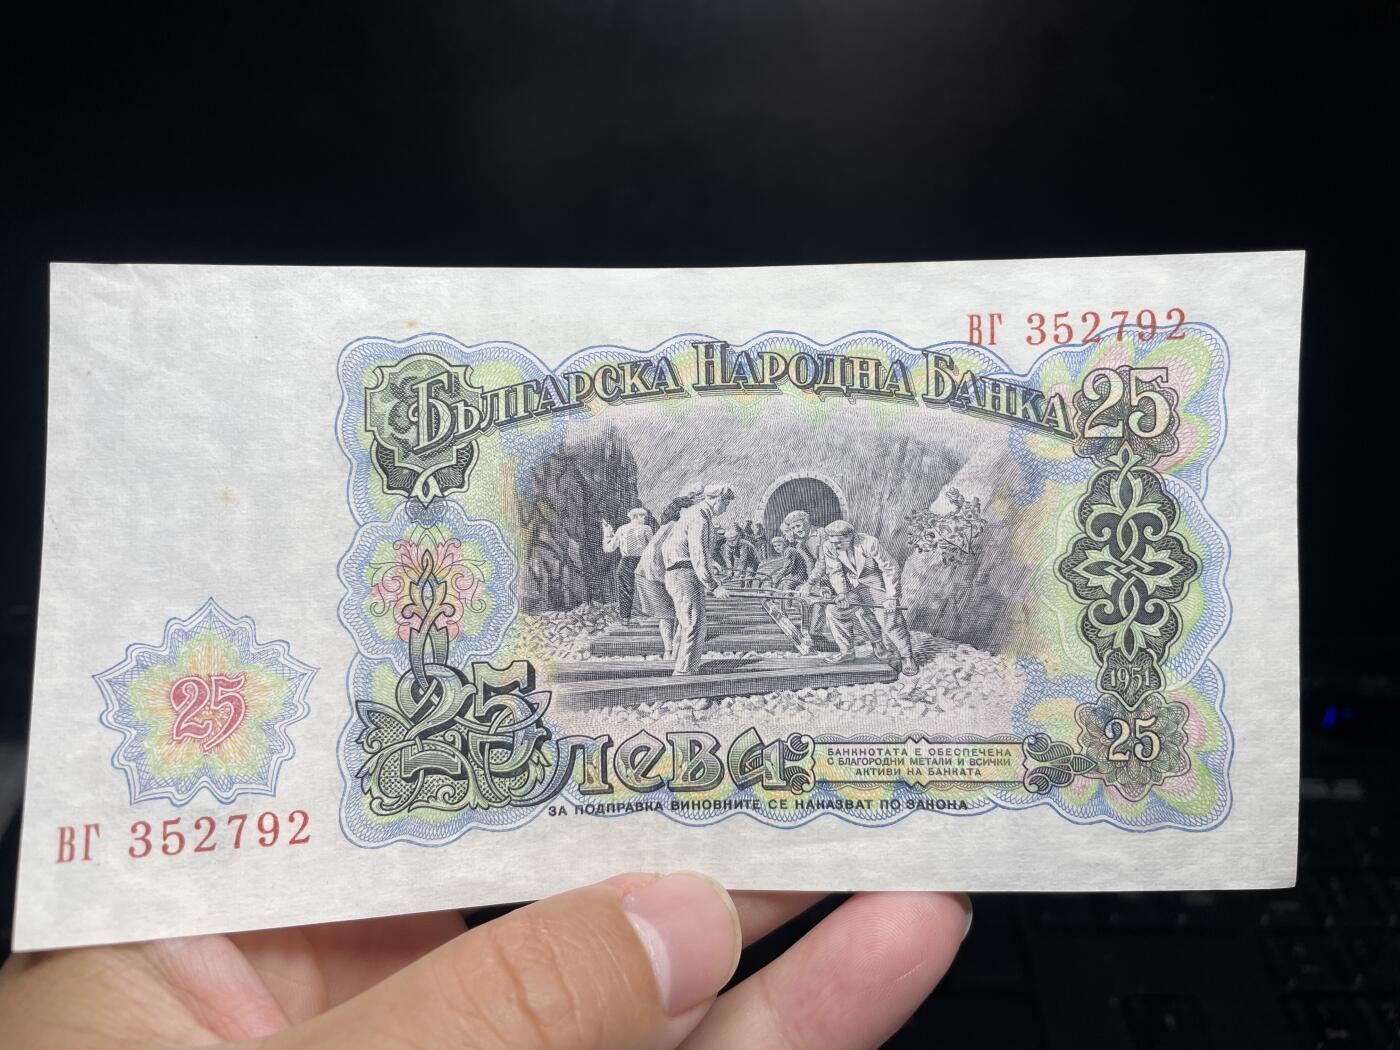 ВГ 352792
Българска Народна Банка 25
1951
25
25
25 лева
БАНКНОТАТА Е ОБЕСПЕЧЕНА
С БЛАГОРОДНИ МЕТАЛИ И ВСИЧКИ
АКТИВИ НА БАНКАТА
ЗА ПОДПРАВКА ВИНОВНИТЕ СЕ НАКАЗВАТ ПО ЗАКОНА
ВГ 352792